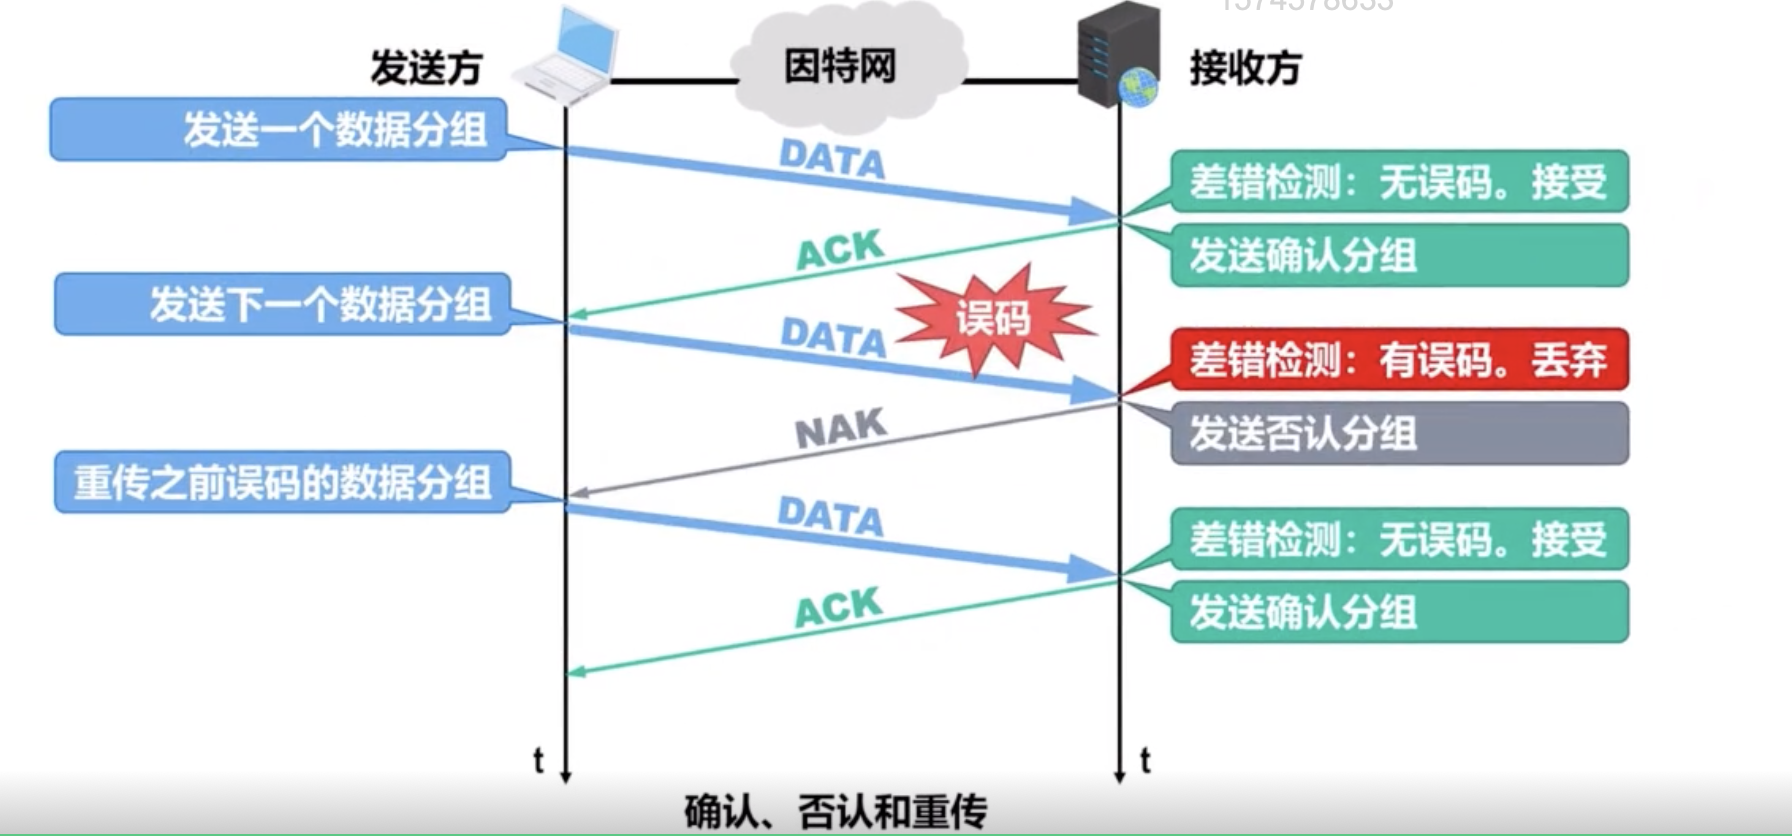 发送方
因特网
接收方
发送一个数据分组
DATA
差错检测：无误码。接受
ACK
发送确认分组
发送下一个数据分组
误码
DATA
差错检测：有误码。丢弃
NAK
发送否认分组
重传之前误码的数据分组
DATA
差错检测：无误码。接受
ACK
发送确认分组
t
t
确认、否认和重传